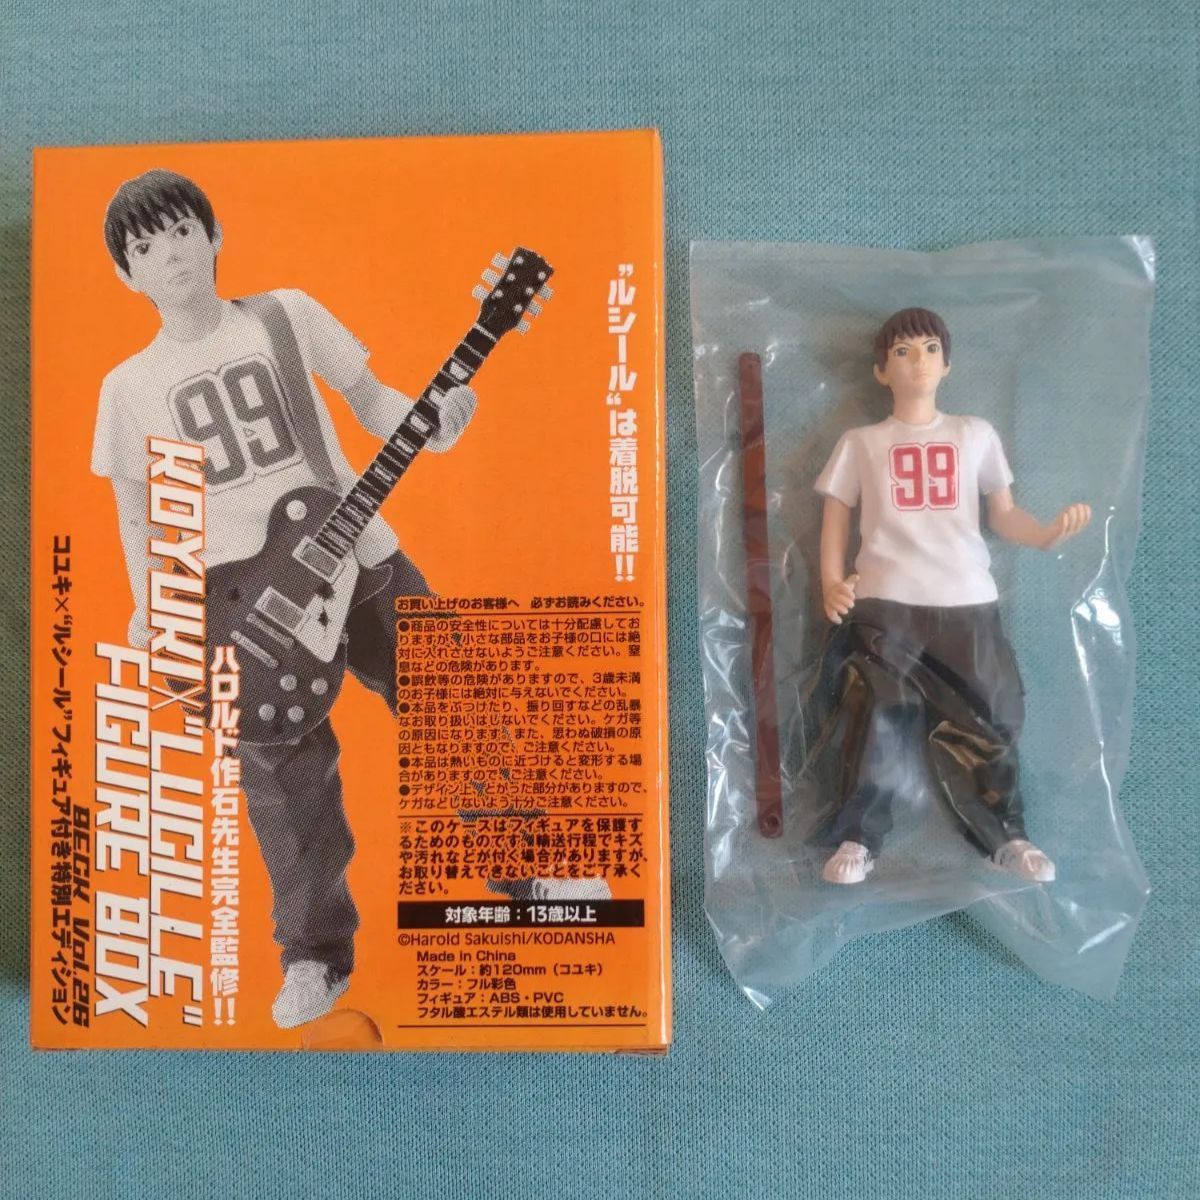 "ルシール"は着脱可能!!
99
KOYUKI×"LUCILLE"
FIGURE BOX
コユキ×"ルシール"フィギュア付き特別エディション
BECK Vol.26
ハロルド作石先生完全監修!!
お買い上げのお客様へ 必ずお読みください。
●商品の安全性については十分配慮してお
りますが、小さな部品をお子様の口には絶
対に入れさせないようご注意ください。窒
息などの危険があります。
●誤飲等の危険がありますので、3歳未満
のお子様には絶対に与えないでください。
●本品をぶつけたり、振り回すなどの乱暴
なお取り扱いはしないでください。ケガ等
の原因になります。また、思わぬ破損の原
因ともなりますので、ご注意ください。
●本品は熱いものに近づけると変形する場
合がありますので、ご注意ください。
●デザイン上、とがった部分がありますので、
ケガなどしないよう十分ご注意ください。
※このケースはフィギュアを保護す
るためのものです。輸送行程でキズ
や汚れなどが付く場合がありますが、
お取り替えできないことをご了承く
ださい。
対象年齢:13歳以上
©Harold Sakuishi/KODANSHA
Made in China
スケール:約120mm(コユキ)
カラー:フル彩色
フィギュア:ABS・PVC
フタル酸エステル類は使用していません。
99